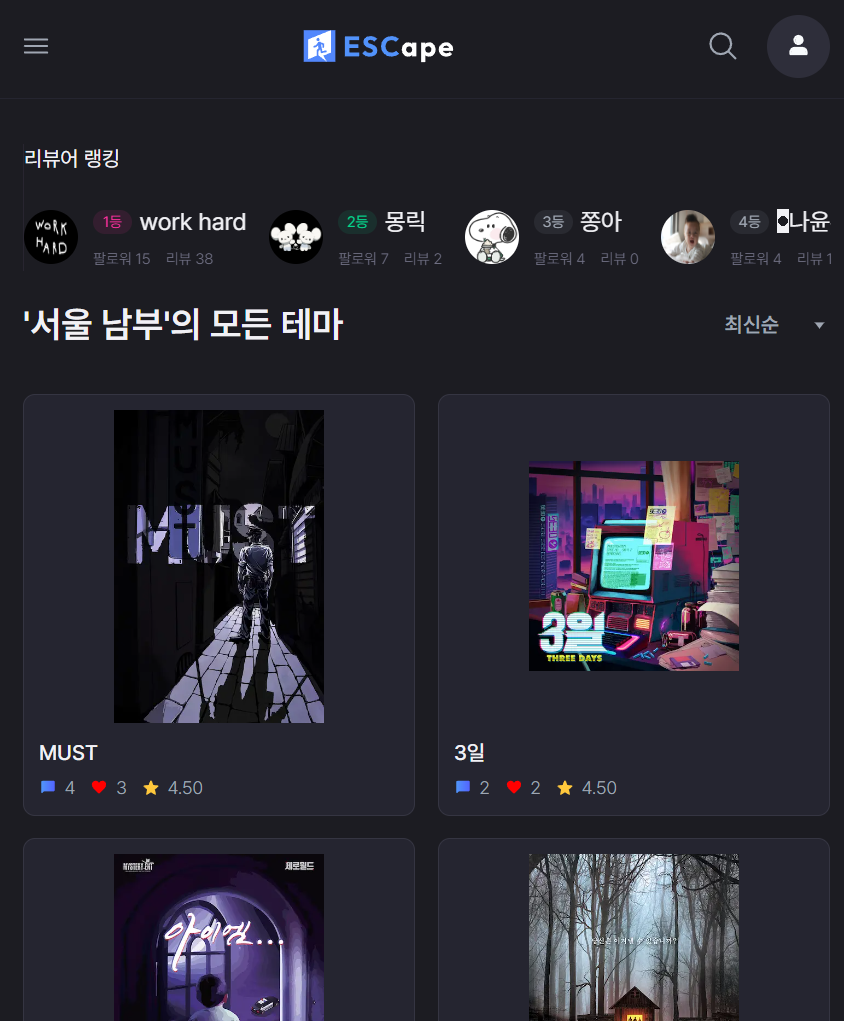 ESCape
리뷰어 랭킹
WORK HARD
1등 work hard
팔로워 15 리뷰 38
2등 몽릭
팔로워 7 리뷰 2
3등 쫑아
팔로워 4 리뷰 0
4등 나윤
팔로워 4 리뷰 1
'서울 남부'의 모든 테마
최신순
MUST
MUST
MUST
4 3 4.50
3일
THREE DAYS
3일
2 2 4.50
MYSTERY CAT
제로월드
아이엠...